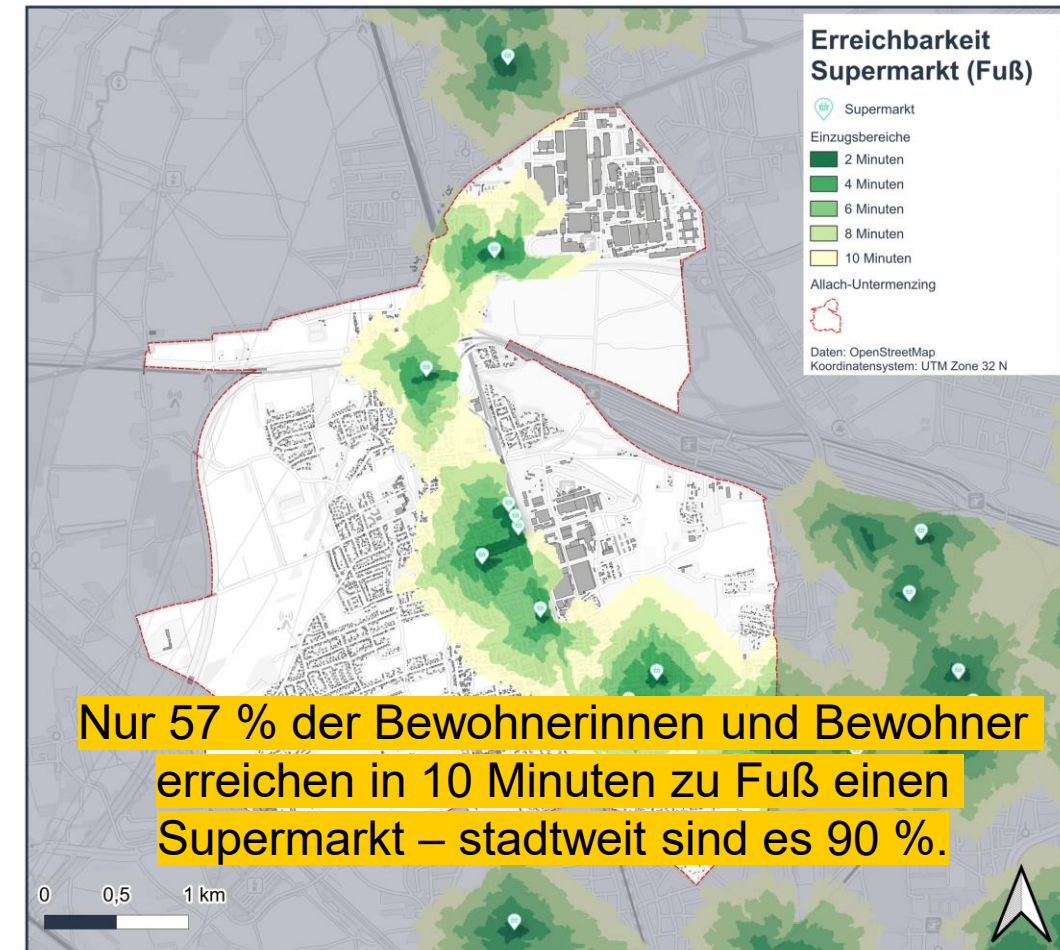 Erreichbarkeit
Supermarkt (Fuß)
Supermarkt
Einzugsbereiche
2 Minuten
4 Minuten
6 Minuten
8 Minuten
10 Minuten
Allach-Untermenzing
Daten: OpenStreetMap
Koordinatensystem: UTM Zone 32 N
Nur 57 % der Bewohnerinnen und Bewohner
erreichen in 10 Minuten zu Fuß einen
Supermarkt – stadtweit sind es 90 %.
0 0,5 1 km